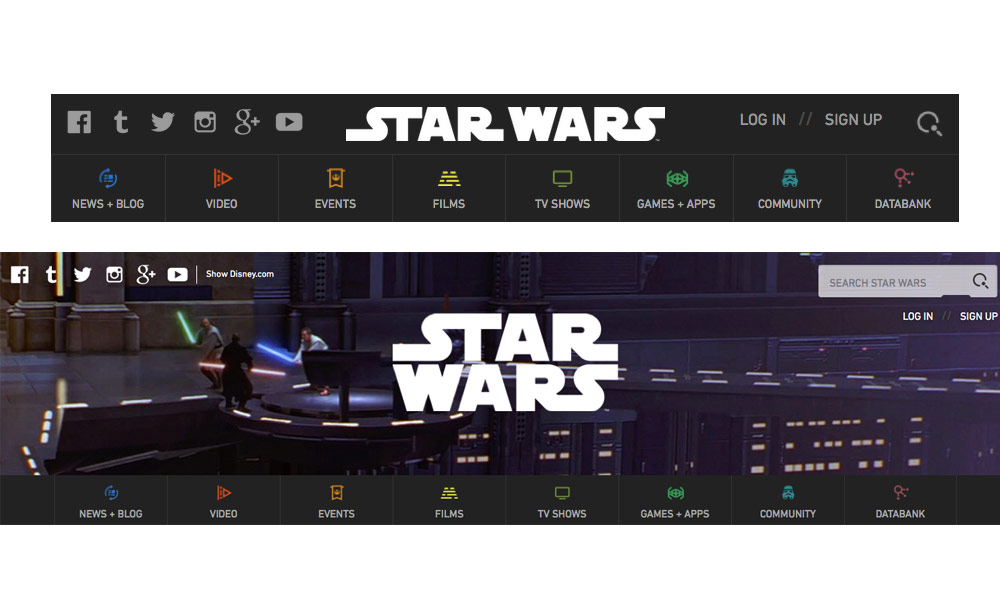 STAR WARS
LOG IN // SIGN UP
NEWS + BLOG VIDEO EVENTS FILMS TV SHOWS GAMES + APPS COMMUNITY DATABANK
Show Disney.com
SEARCH STAR WARS
LOG IN // SIGN UP
STAR
WARS
NEWS + BLOG VIDEO EVENTS FILMS TV SHOWS GAMES + APPS COMMUNITY DATABANK